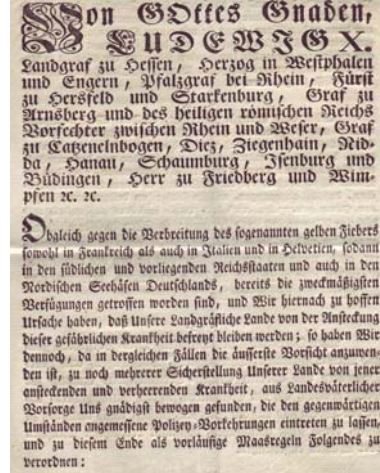 Von GOttes Gnaden,
LUDEWIG X.
Landgraf zu Hessen, Herzog in Westphalen
und Engern, Pfalzgraf bei Rhein, Fürst
zu Hersfeld und Starkenburg, Graf zu
Arnsberg und des heiligen römischen Reichs
Vorfechter zwischen Rhein und Weser, Graf
zu Catzenelnbogen, Diez, Ziegenhain, Nid-
da, Hanau, Schaumburg, Isenburg und
Büdingen, Herr zu Friedberg und Wim-
pfen ꝛc. ꝛc.
Obgleich gegen die Verbreitung des sogenannten gelben Fiebers
sowohl in Frankreich als auch in Italien und in Helvetien, sodann
in den südlichen und vorliegenden Reichsstaaten und auch in den
Nordischen Seehäfen Deutschlands, bereits die zweckmäßigsten
Verfügungen getroffen worden sind, und Wir hiernach zu hoffen
Ursache haben, daß Unsere Landgräfliche Lande von der Ansteckung
dieser gefährlichen Krankheit befreyt bleiben werden; so haben Wir
dennoch, da in dergleichen Fällen die äusserste Vorsicht anzuwen-
den ist, zu noch mehrerer Sicherstellung Unserer Lande von jener
ansteckenden und verheerenden Krankheit, aus Landesväterlicher
Vorsorge Uns gnädigst bewogen gefunden, die den gegenwärtigen
Umständen angemessene Polizey-Vorkehrungen eintreten zu lassen,
und zu diesem Ende als vorläufige Maasregeln Folgendes zu
verordnen: